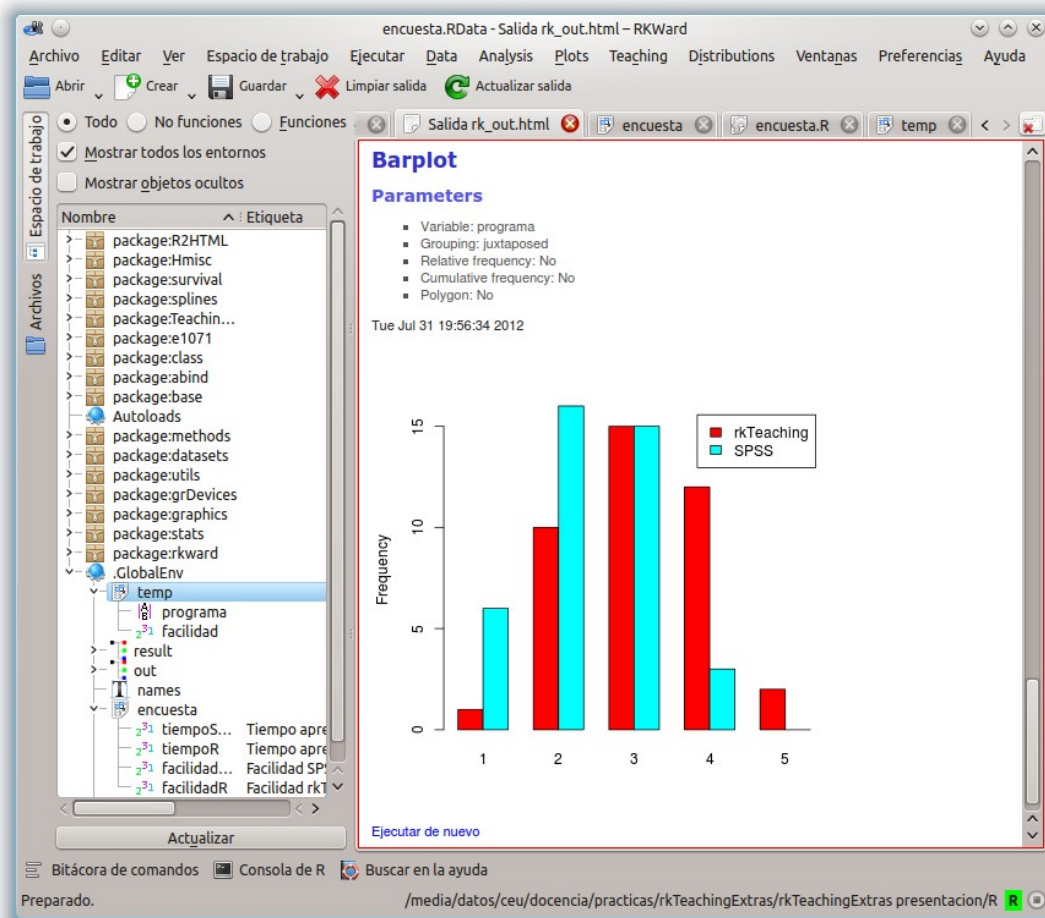 encuesta.RData - Salida rk_out.html – RKWard
Archivo Editar Ver Espacio de trabajo Ejecutar Data Analysis Plots Teaching Distributions Ventanas Preferencias Ayuda
Abrir Crear Guardar Limpiar salida Actualizar salida
Espacio de trabajo
Archivos
Todo No funciones Funciones
Mostrar todos los entornos
Mostrar objetos ocultos
Nombre Etiqueta
package:R2HTML
package:Hmisc
package:survival
package:splines
package:Teachin...
package:e1071
package:class
package:abind
package:base
Autoloads
package:methods
package:datasets
package:utils
package:grDevices
package:graphics
package:stats
package:rkward
.GlobalEnv
temp
programa
facilidad
result
out
names
encuesta
tiempoS... Tiempo apre
tiempoR Tiempo apre
facilidad... Facilidad SP
facilidadR Facilidad rkT
Actualizar
Salida rk_out.html encuesta encuesta.R temp
Barplot
Parameters
Variable: programa
Grouping: juxtaposed
Relative frequency: No
Cumulative frequency: No
Polygon: No
Tue Jul 31 19:56:34 2012
Frequency
15
10
5
0
rkTeaching
SPSS
1 2 3 4 5
Ejecutar de nuevo
Bitácora de comandos Consola de R Buscar en la ayuda
Preparado. /media/datos/ceu/docencia/practicas/rkTeachingExtras/rkTeachingExtras presentacion/R R